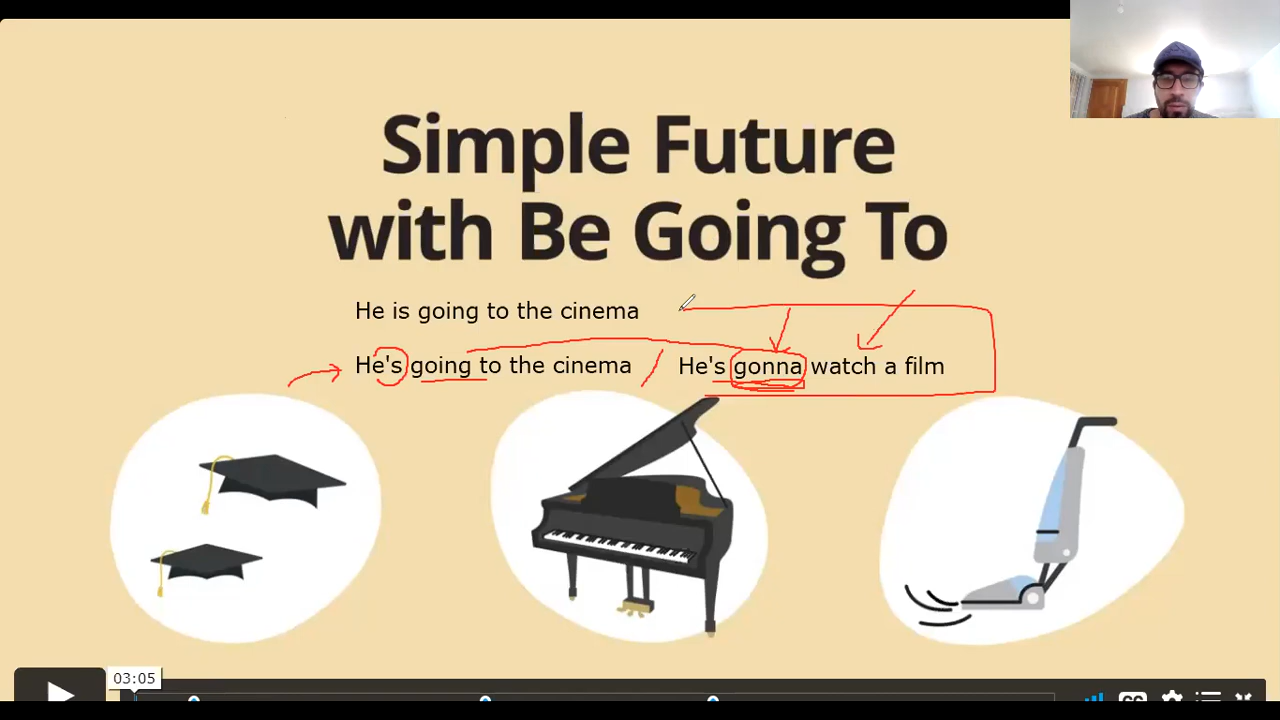 Simple Future
with Be Going To
He is going to the cinema
He's going to the cinema / He's gonna watch a film
03:05
CC